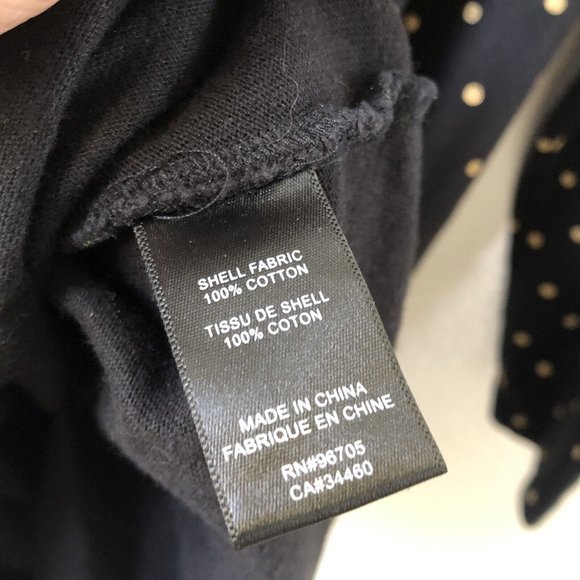 SHELL FABRIC
100% COTTON
TISSU DE SHELL
100% COTON
MADE IN CHINA
FABRIQUE EN CHINE
RN#96705
CA#34460